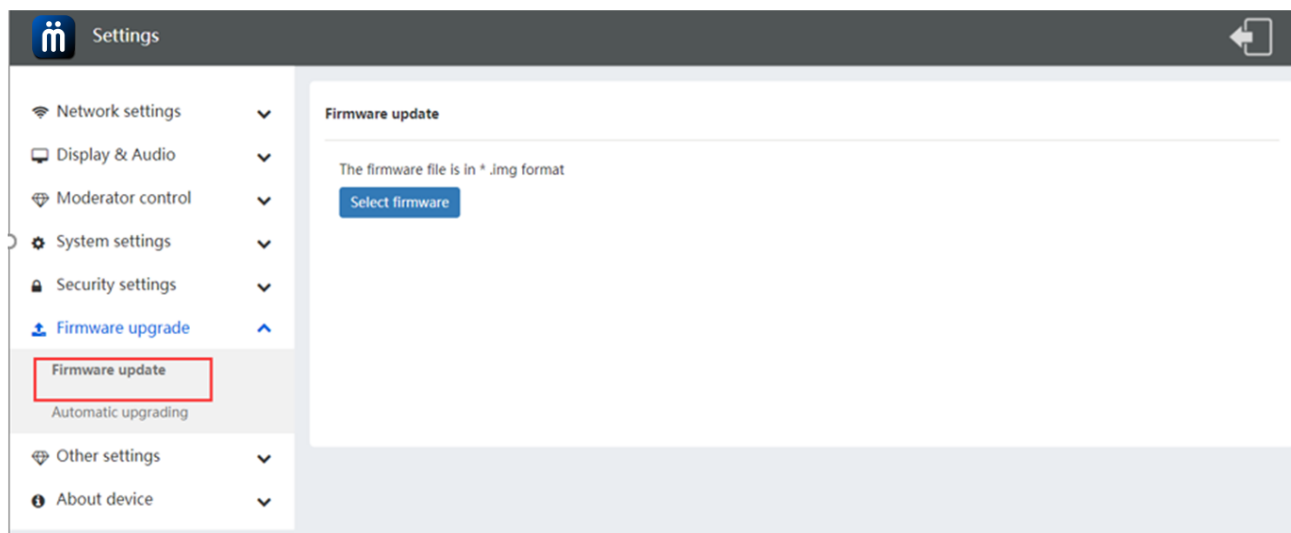 Settings
Network settings
Display & Audio
Moderator control
System settings
Security settings
Firmware upgrade
Firmware update
Automatic upgrading
Other settings
About device
Firmware update
The firmware file is in * .img format
Select firmware